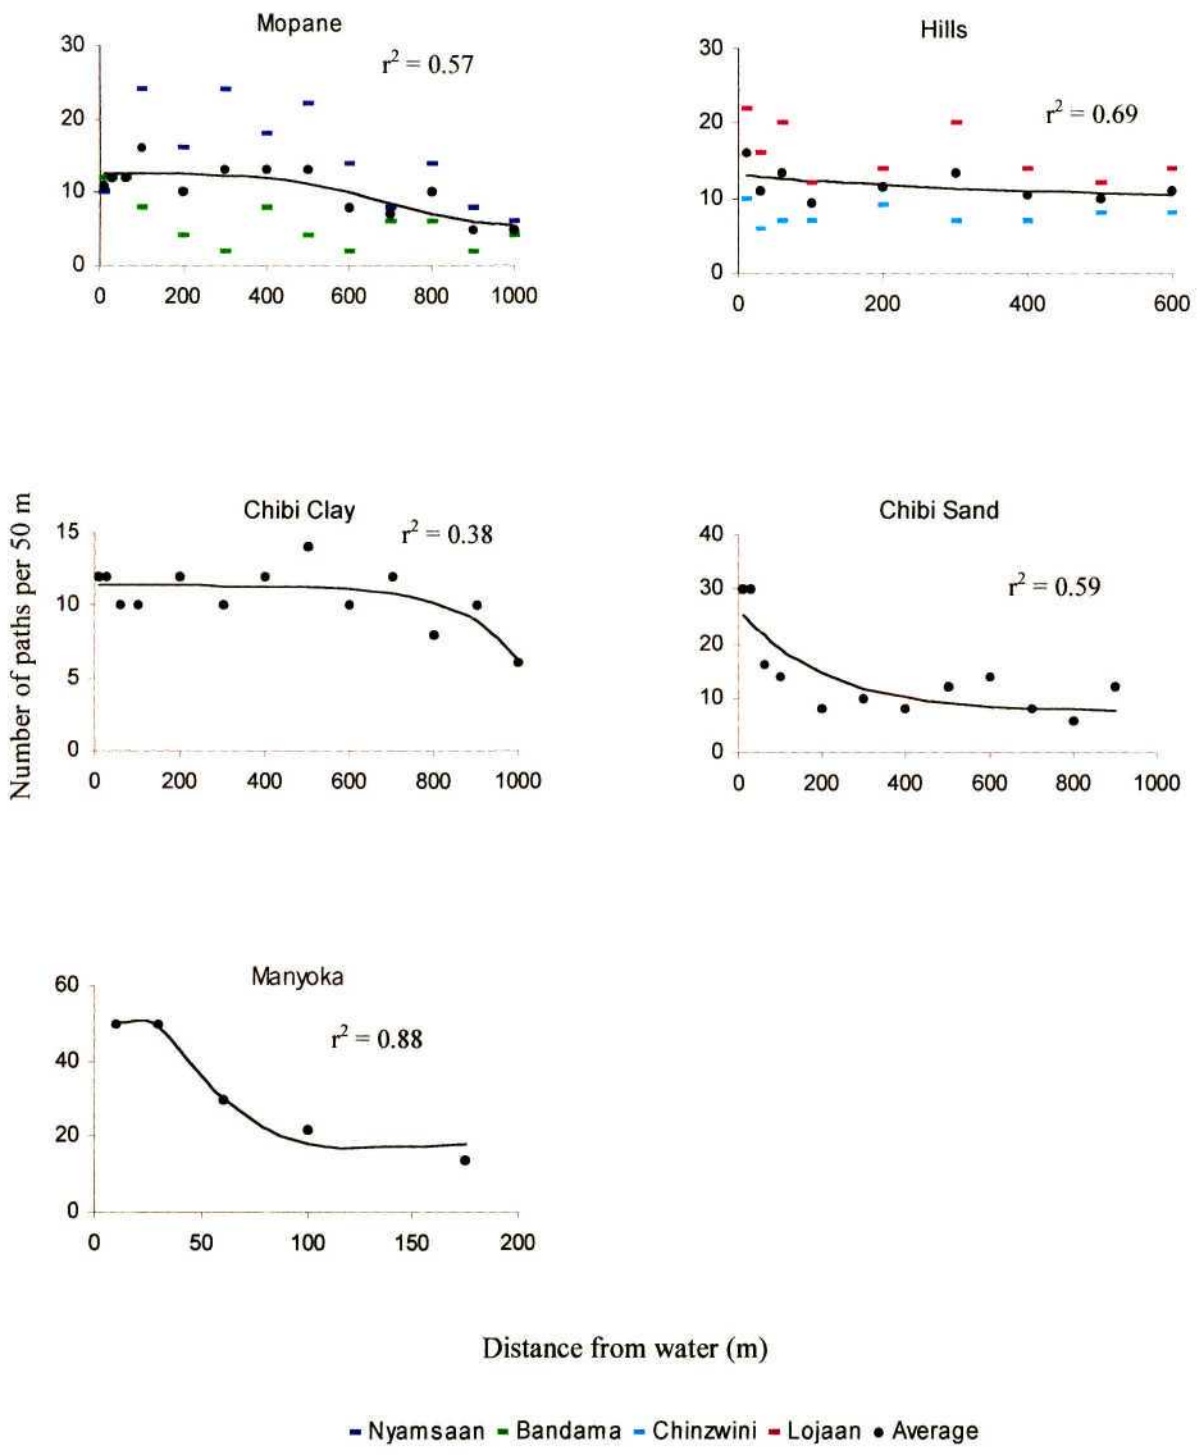 Mopane
r² = 0.57
30
20
10
0
0 200 400 600 800 1000
Hills
r² = 0.69
30
20
10
0
0 200 400 600
Number of paths per 50 m
Chibi Clay
r² = 0.38
15
10
5
0
0 200 400 600 800 1000
Chibi Sand
r² = 0.59
40
30
20
10
0
0 200 400 600 800 1000
Manyoka
r² = 0.88
60
40
20
0
0 50 100 150 200
Distance from water (m)
Nyamsaan Bandama Chinzwini Lojaan Average